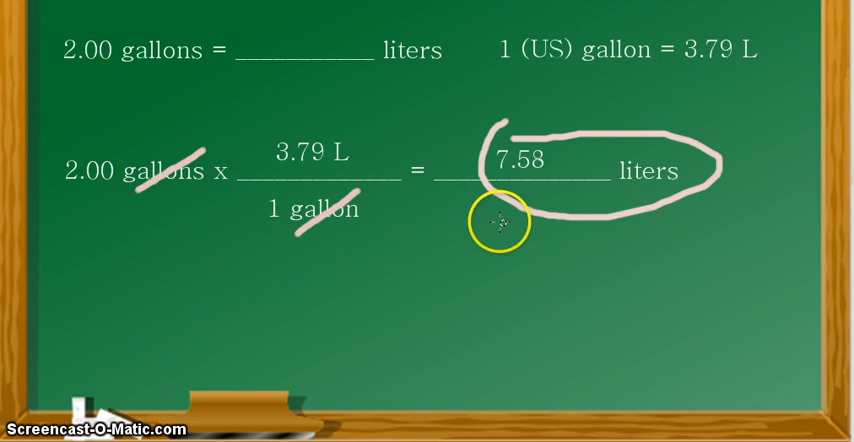 2.00 gallons = ___________ liters 1 (US) gallon = 3.79 L
3.79 L 7.58
2.00 gallons x _____________ = ______________ liters
1 gallon
Screencast-O-Matic.com